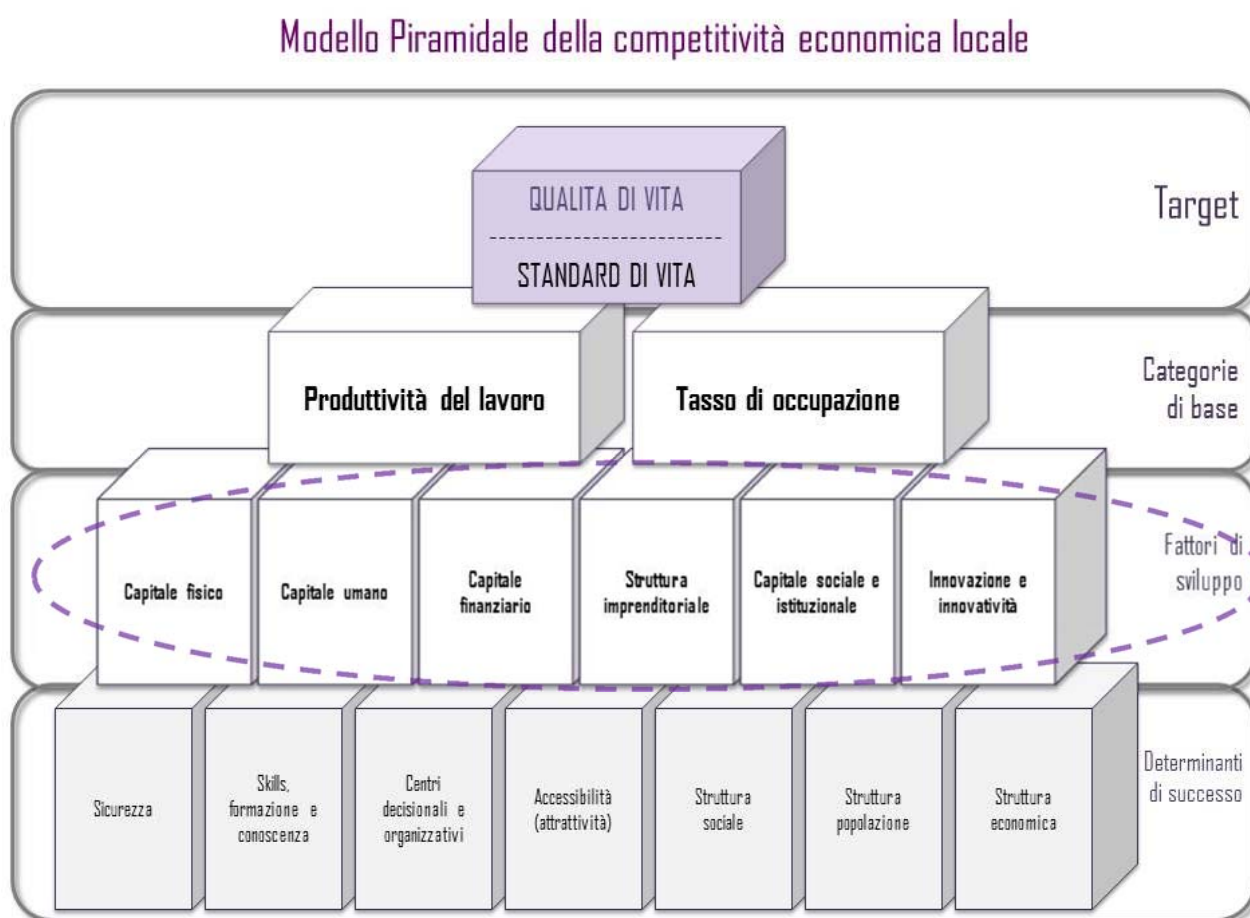 Modello Piramidale della competitività economica locale
QUALITA DI VITA
STANDARD DI VITA
Target
Produttività del lavoro
Tasso di occupazione
Categorie
di base
Capitale fisico
Capitale umano
Capitale
finanziario
Struttura
imprenditoriale
Capitale sociale e
istituzionale
Innovazione e
innovatività
Fattori di
sviluppo
Sicurezza
Skills,
formazione e
conoscenza
Centri
decisionali e
organizzativi
Accessibilità
(attrattività)
Struttura
sociale
Struttura
popolazione
Struttura
economica
Determinanti
di successo